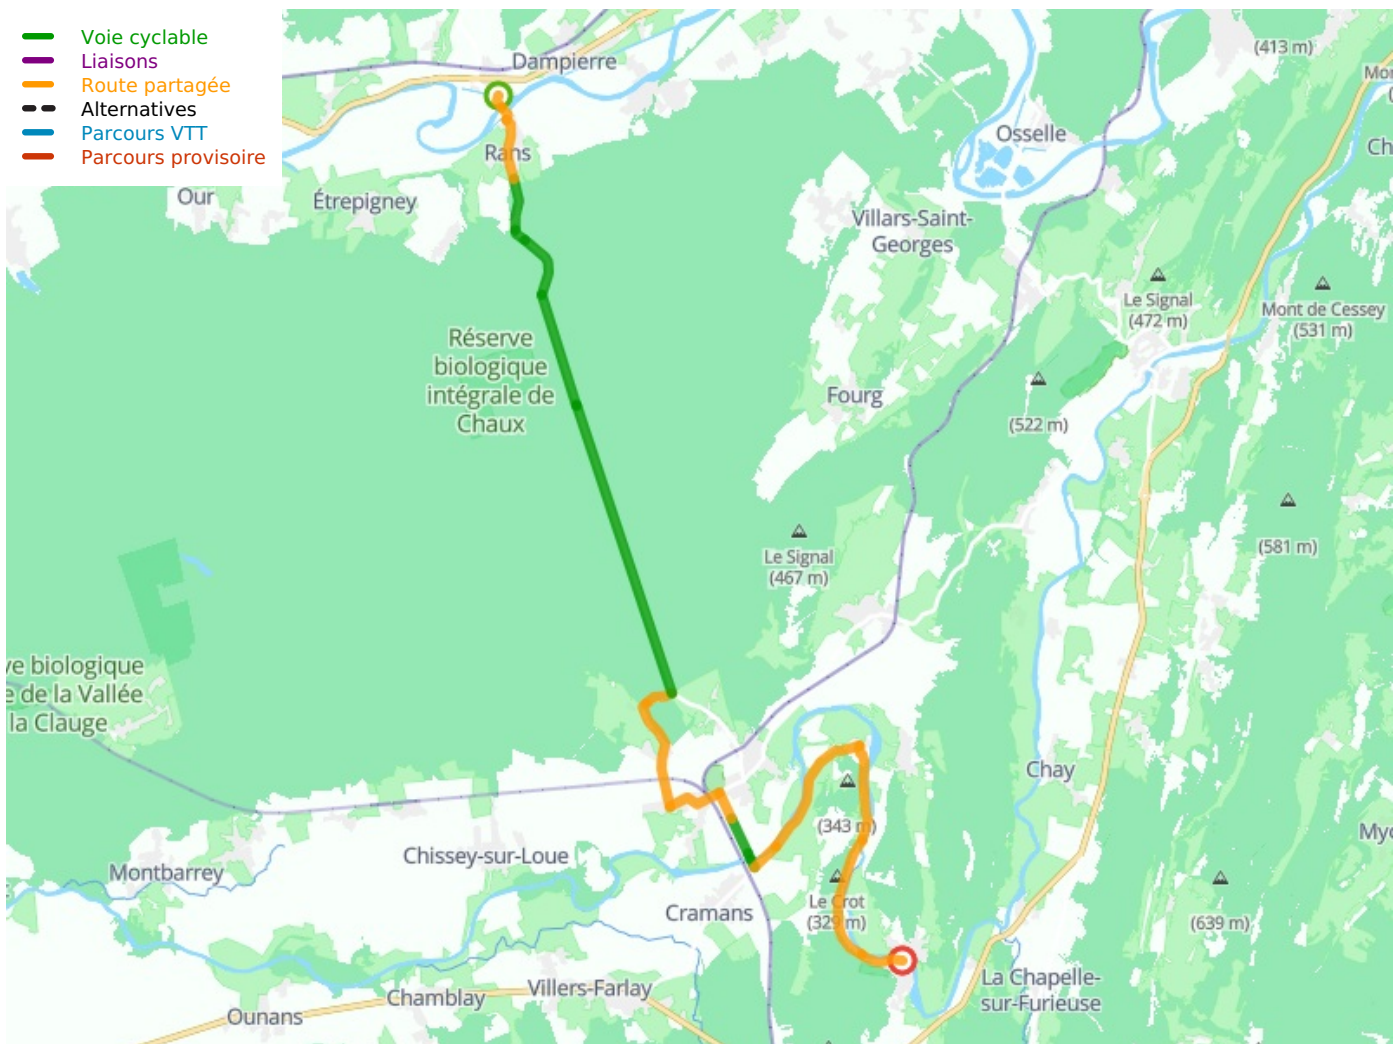 Voie cyclable
Liaisons
Route partagée
Alternatives
Parcours VTT
Parcours provisoire
(413 m)
Dampierre
Osselle
Rans
Our
Étrepigney
Villars-Saint-
Georges
Le Signal
(472 m)
Mont de Cessey
(531 m)
Réserve
biologique
intégrale de
Chaux
Fourg
(522 m)
Le Signal
(467 m)
(581 m)
ve biologique
e de la Vallée
la Clauge
Chay
(343 m)
Montbarrey
Chissey-sur-Loue
Cramans
Le Crot
(329 m)
(639 m)
Chamblay
Villers-Farlay
La Chapelle-
sur-Furieuse
Ounans